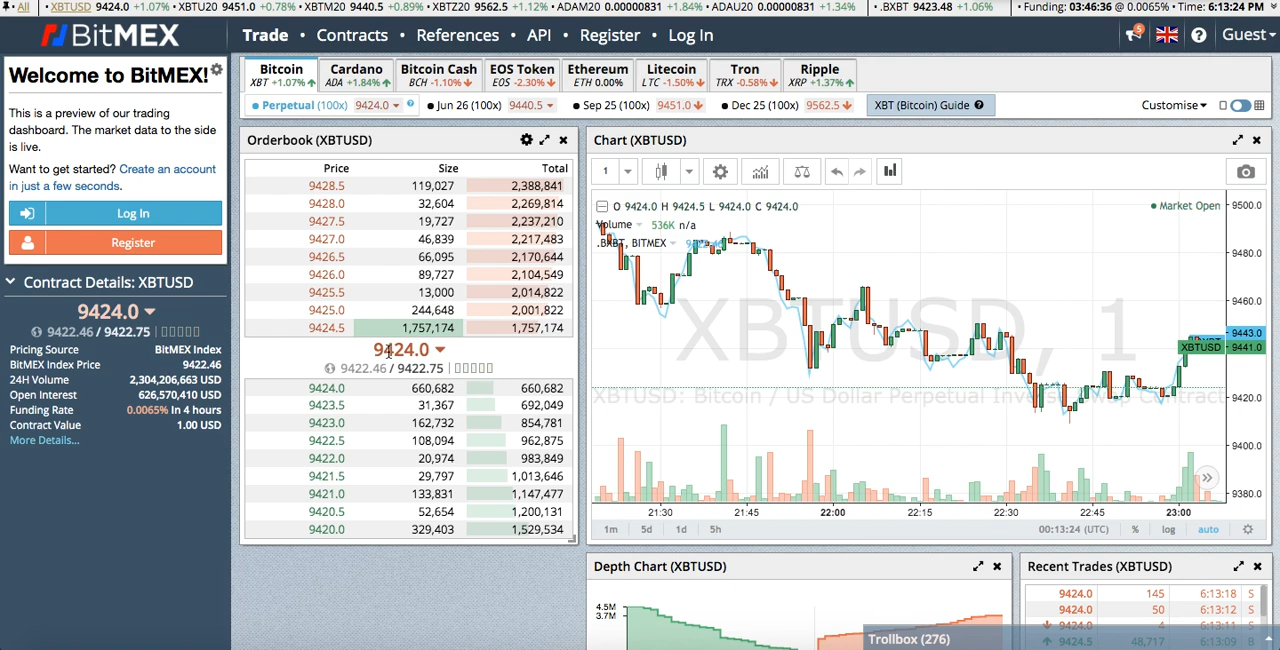 All XBTUSD 9424.0 +1.07% • XBTU20 9451.0 +0.78% • XBTM20 9440.5 +0.89% • XBTZ20 9562.5 +1.12% • ADAM20 0.00000831 +1.84% • ADAU20 0.00000831 +1.34% • .BXBT 9423.48 +1.06% • Funding: 03:46:36 @ 0.0065% • Time: 6:13:24 PM
BitMEX Trade • Contracts • References • API • Register • Log In 5 ? Guest
Welcome to BitMEX!
This is a preview of our trading
dashboard. The market data to the side
is live.
Want to get started? Create an account
in just a few seconds.
Log In
Register
Contract Details: XBTUSD
9424.0
9422.46 / 9422.75
Pricing Source BitMEX Index
BitMEX Index Price 9422.46
24H Volume 2,304,206,663 USD
Open Interest 626,570,410 USD
Funding Rate 0.0065% In 4 hours
Contract Value 1.00 USD
More Details...
Bitcoin Cardano Bitcoin Cash EOS Token Ethereum Litecoin Tron Ripple
XBT +1.07% ADA +1.84% BCH -1.10% EOS -2.30% ETH 0.00% LTC -1.50% TRX -0.58% XRP +1.37%
• Perpetual (100x) 9424.0 ? • Jun 26 (100x) 9440.5 • Sep 25 (100x) 9451.0 • Dec 25 (100x) 9562.5 XBT (Bitcoin) Guide ? Customise
Orderbook (XBTUSD)
Price Size Total
9428.5 119,027 2,388,841
9428.0 32,604 2,269,814
9427.5 19,727 2,237,210
9427.0 46,839 2,217,483
9426.5 66,095 2,170,644
9426.0 89,727 2,104,549
9425.5 13,000 2,014,822
9425.0 244,648 2,001,822
9424.5 1,757,174 1,757,174
9424.0
9422.46 / 9422.75
9424.0 660,682 660,682
9423.5 31,367 692,049
9423.0 162,732 854,781
9422.5 108,094 962,875
9422.0 20,974 983,849
9421.5 29,797 1,013,646
9421.0 133,831 1,147,477
9420.5 52,654 1,200,131
9420.0 329,403 1,529,534
Chart (XBTUSD)
1
O 9424.0 H 9424.5 L 9424.0 C 9424.0
• Market Open
Volume 536K n/a
.BXBT, BITMEX
XBTUSD, 1
XBTUSD: Bitcoin / US Dollar Perpetual Inverse Swap Contract
9500.0
9480.0
9460.0
9443.0
XBTUSD 9441.0
9420.0
9400.0
9380.0
21:30 21:45 22:00 22:15 22:30 22:45 23:00
1m 5d 1d 5h 00:13:24 (UTC) % log auto
Depth Chart (XBTUSD)
4.5M
3.7M
Recent Trades (XBTUSD)
9424.0 145 6:13:18 S
9424.0 50 6:13:12 S
9424.0 4 6:13:11 S
9424.5 48,717 6:13:09 B
Trollbox (276)